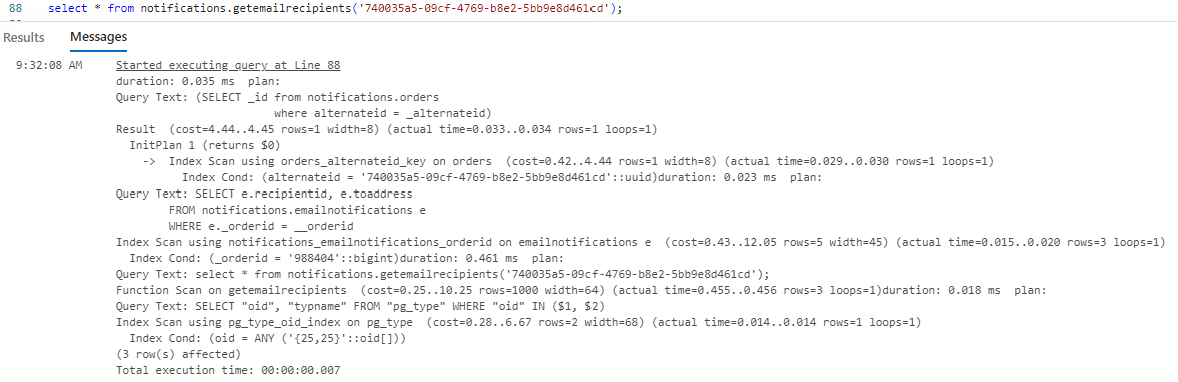 88 select * from notifications.getemailrecipients('740035a5-09cf-4769-b8e2-5bb9e8d461cd');
Results Messages
9:32:08 AM Started executing query at Line 88
duration: 0.035 ms  plan:
Query Text: (SELECT _id from notifications.orders
where alternateid = _alternateid)
Result  (cost=4.44..4.45 rows=1 width=8) (actual time=0.033..0.034 rows=1 loops=1)
InitPlan 1 (returns $0)
->  Index Scan using orders_alternateid_key on orders  (cost=0.42..4.44 rows=1 width=8) (actual time=0.029..0.030 rows=1 loops=1)
Index Cond: (alternateid = '740035a5-09cf-4769-b8e2-5bb9e8d461cd'::uuid)duration: 0.023 ms  plan:
Query Text: SELECT e.recipientid, e.toaddress
FROM notifications.emailnotifications e
WHERE e._orderid = __orderid
Index Scan using notifications_emailnotifications_orderid on emailnotifications e  (cost=0.43..12.05 rows=5 width=45) (actual time=0.015..0.020 rows=3 loops=1)
Index Cond: (_orderid = '988404'::bigint)duration: 0.461 ms  plan:
Query Text: select * from notifications.getemailrecipients('740035a5-09cf-4769-b8e2-5bb9e8d461cd');
Function Scan on getemailrecipients  (cost=0.25..10.25 rows=1000 width=64) (actual time=0.455..0.456 rows=3 loops=1)duration: 0.018 ms  plan:
Query Text: SELECT "oid", "typname" FROM "pg_type" WHERE "oid" IN ($1, $2)
Index Scan using pg_type_oid_index on pg_type  (cost=0.28..6.67 rows=2 width=68) (actual time=0.014..0.014 rows=1 loops=1)
Index Cond: (oid = ANY ('{25,25}'::oid[]))
(3 row(s) affected)
Total execution time: 00:00:00.007